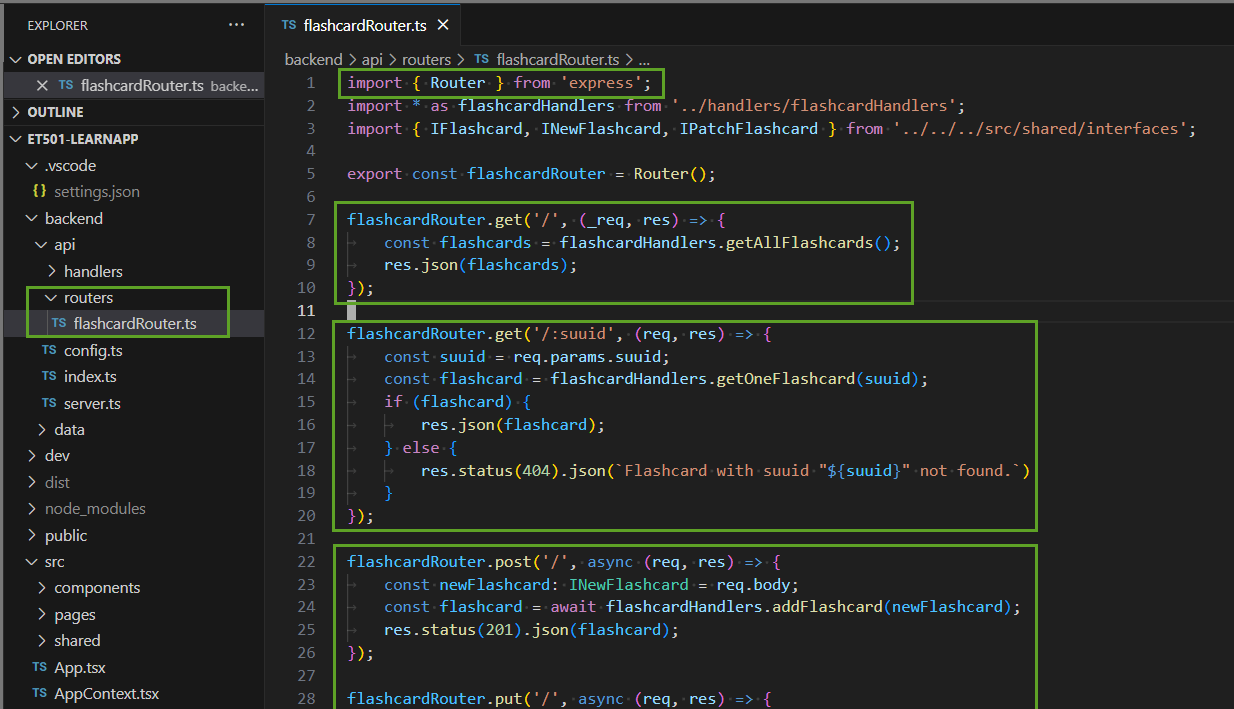 EXPLORER
...
OPEN EDITORS
TS flashcardRouter.ts backe...
OUTLINE
ET501-LEARNAPP
.vscode
{} settings.json
backend
api
handlers
routers
TS flashcardRouter.ts
TS config.ts
TS index.ts
TS server.ts
data
dev
dist
node_modules
public
src
components
pages
shared
TS App.tsx
TS AppContext.tsx
TS flashcardRouter.ts
backend > api > routers > TS flashcardRouter.ts > ...
1 import { Router } from 'express';
2 import * as flashcardHandlers from '../handlers/flashcardHandlers';
3 import { IFlashcard, INewFlashcard, IPatchFlashcard } from '../../../src/shared/interfaces';
4
5 export const flashcardRouter = Router();
6
7 flashcardRouter.get('/', (_req, res) => {
8 const flashcards = flashcardHandlers.getAllFlashcards();
9 res.json(flashcards);
10 });
11
12 flashcardRouter.get('/:suuid', (req, res) => {
13 const suuid = req.params.suuid;
14 const flashcard = flashcardHandlers.getOneFlashcard(suuid);
15 if (flashcard) {
16 res.json(flashcard);
17 } else {
18 res.status(404).json(`Flashcard with suuid "${suuid}" not found.`)
19 }
20 });
21
22 flashcardRouter.post('/', async (req, res) => {
23 const newFlashcard: INewFlashcard = req.body;
24 const flashcard = await flashcardHandlers.addFlashcard(newFlashcard);
25 res.status(201).json(flashcard);
26 });
27
28 flashcardRouter.put('/', async (req, res) => {